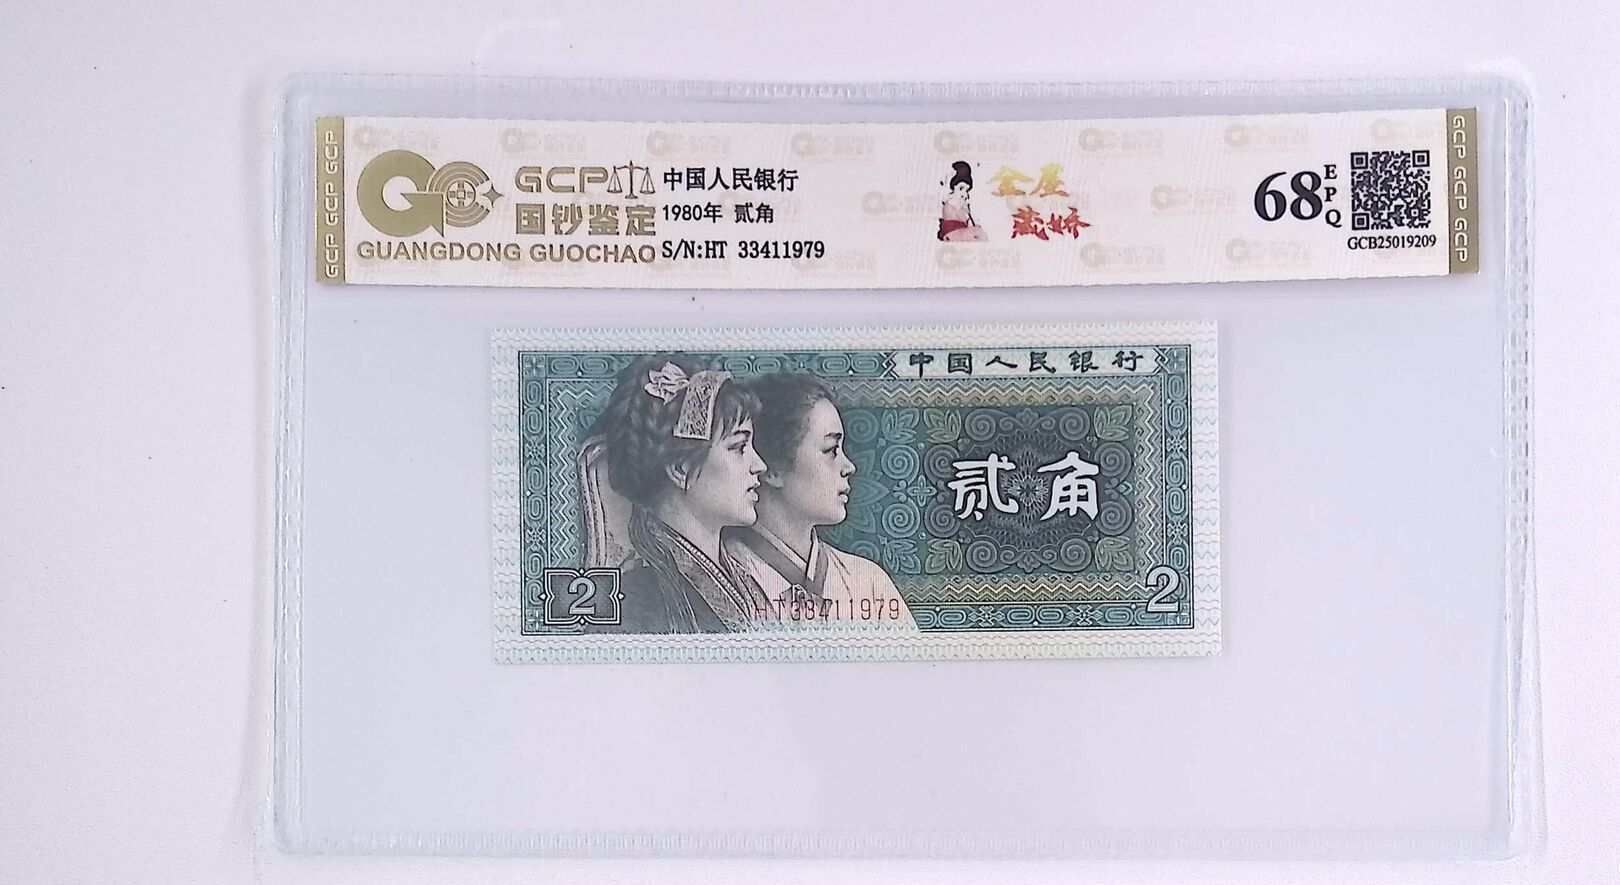 GCP GCP GCP
GCP
国钞鉴定
GUANGDONG GUOCHAO
中国人民银行
1980年 贰角
S/N:HT 33411979
金屋
藏娇
68
EPQ
GCB25019209
GCP GCP GCP
中国人民银行
贰角
2
2
HT33411979